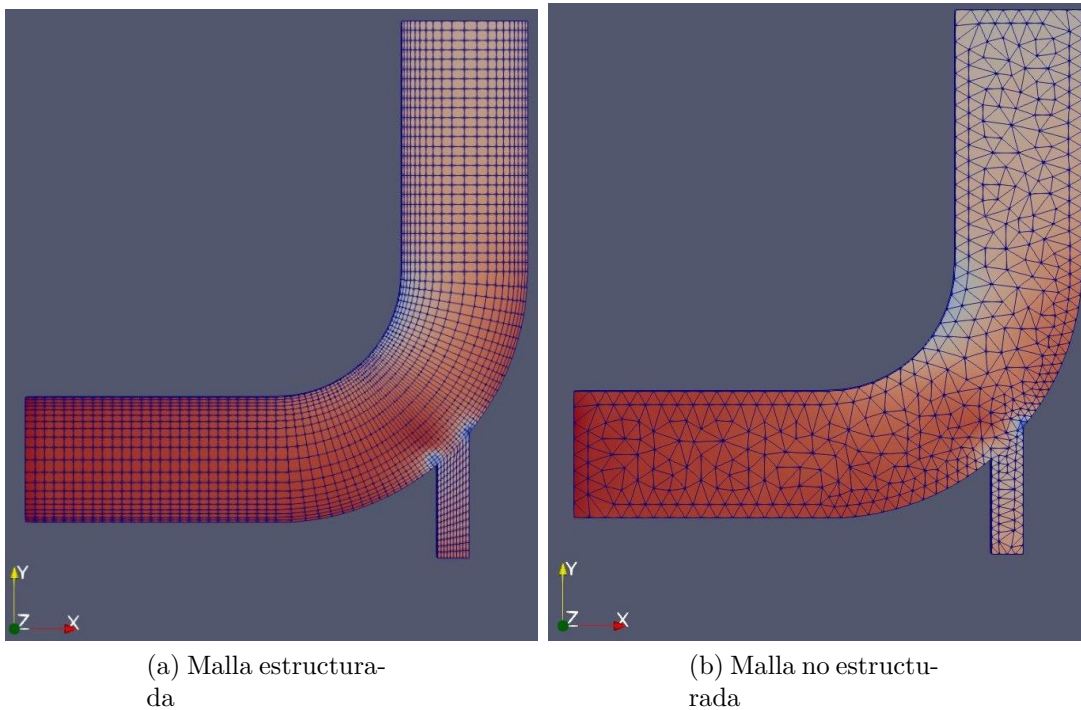 Y
Z X
Y
Z X
(a) Malla estructura-
da
(b) Malla no estructu-
rada